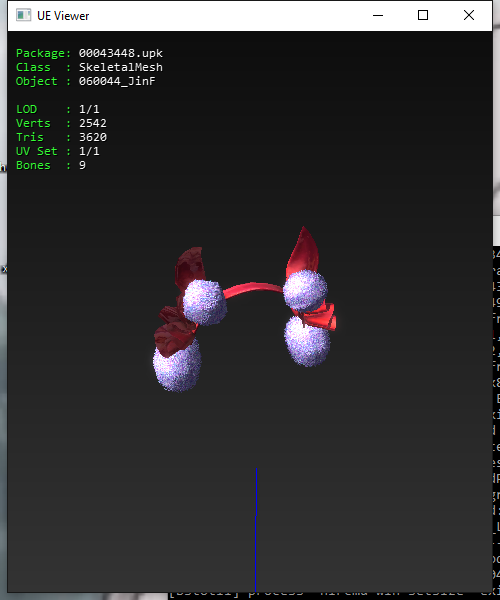 UE Viewer
Package: 00043448.upk
Class  : SkeletalMesh
Object : 060044_JinF
LOD    : 1/1
Verts  : 2542
Tris   : 3620
UV Set : 1/1
Bones  : 9